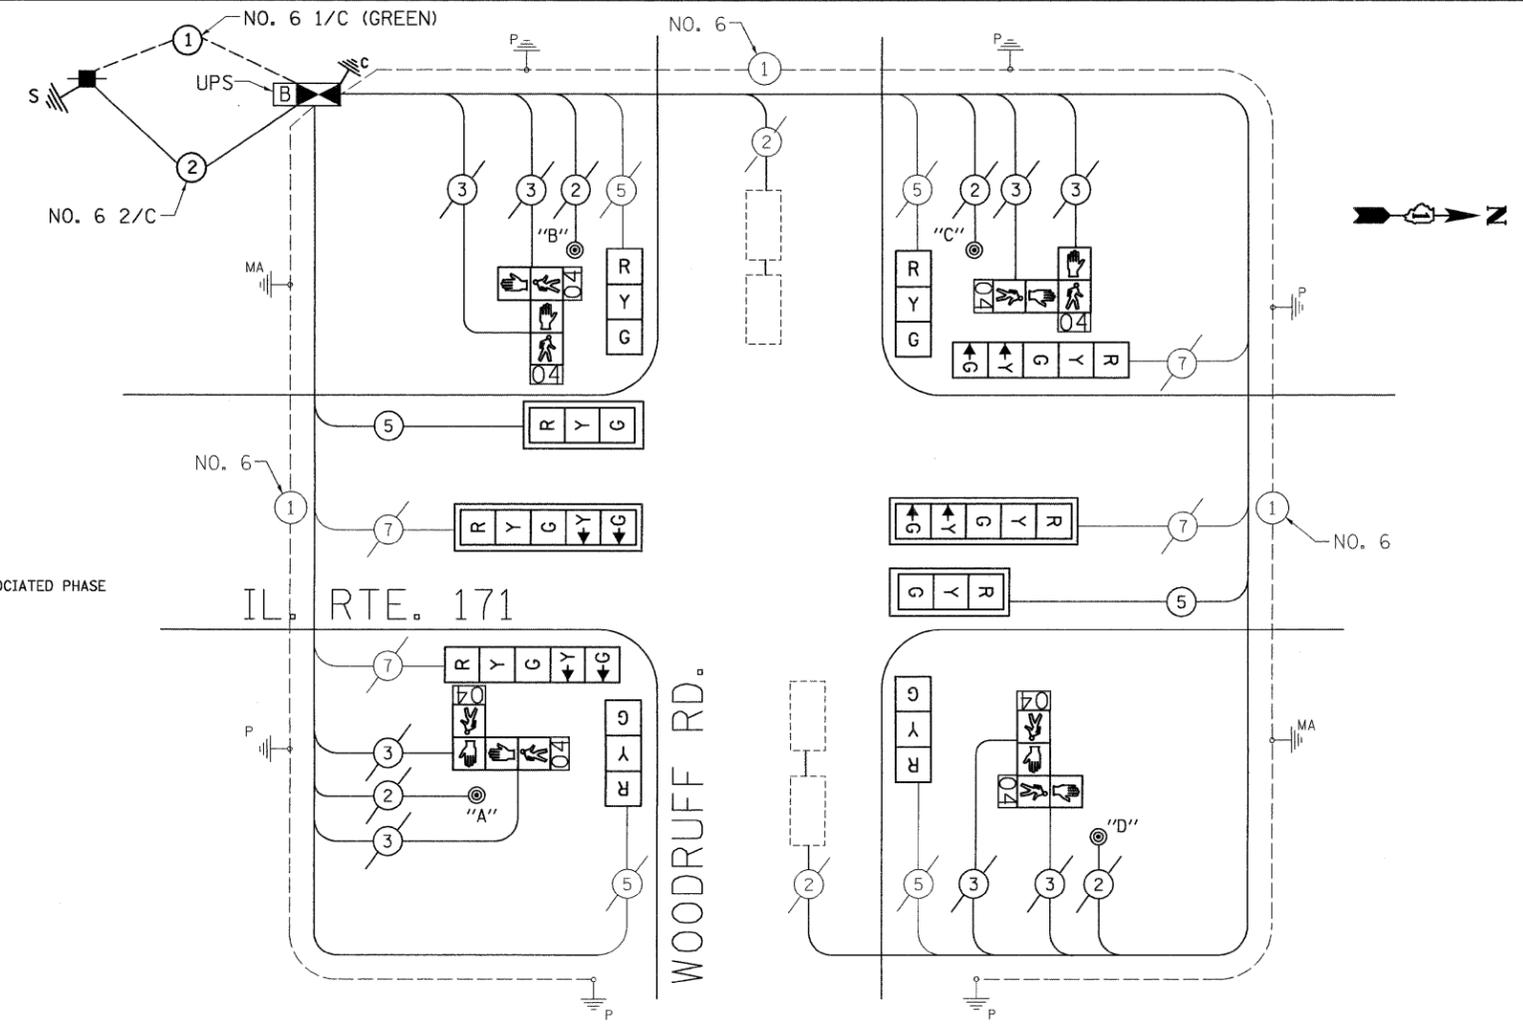 NO. 6 1/C (GREEN)
NO. 6
P
P
1
C
1
UPS
B
S
2
2
3
3
2
5
5
2
3
3
NO. 6 2/C
N
"B"
"C"
R
Y
G
04
04
R
Y
G
04
04
MA
P
G Y G Y R
7
5
R Y G
NO. 6
1
7
R Y G Y G
G Y G Y R
7
1
NO. 6
OCIATED PHASE
IL. RTE. 171
G Y R
5
7
R Y G Y G
WOODRUFF RD.
04
04
G
Y
R
G
Y
R
04
04
P
MA
3
2
"A"
3
"D"
5
2
5
3
3
2
P
P